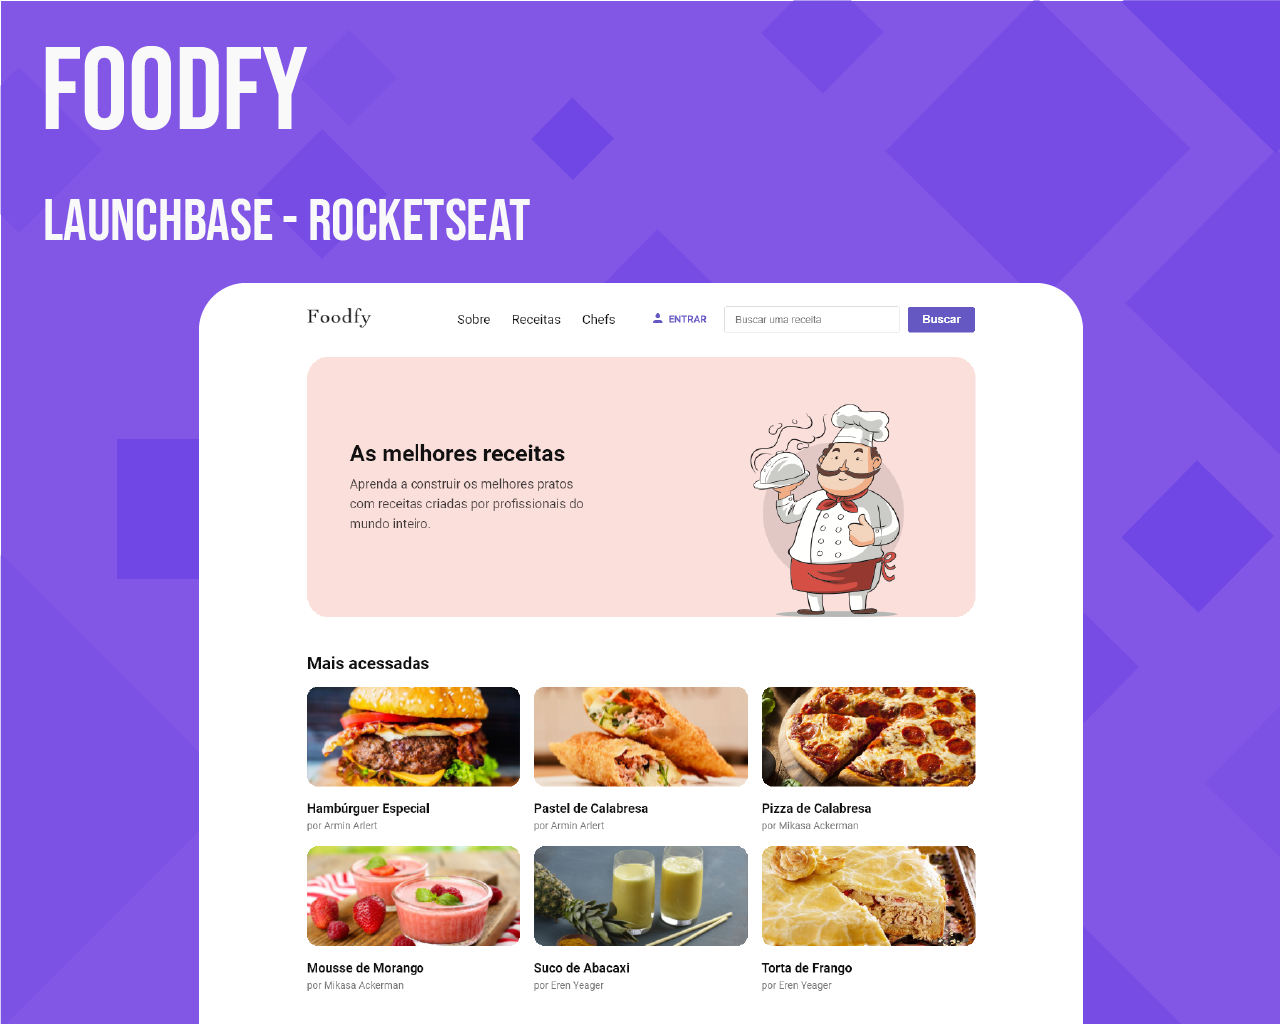 FOODFY
LAUNCHBASE - ROCKETSEAT
Foodfy
Sobre
Receitas
Chefs
ENTRAR
Buscar uma receita
Buscar
As melhores receitas
Aprenda a construir os melhores pratos
com receitas criadas por profissionais do
mundo inteiro.
Mais acessadas
Hambúrguer Especial
por Armin Arlert
Pastel de Calabresa
por Armin Arlert
Pizza de Calabresa
por Mikasa Ackerman
Mousse de Morango
por Mikasa Ackerman
Suco de Abacaxi
por Eren Yeager
Torta de Frango
por Eren Yeager